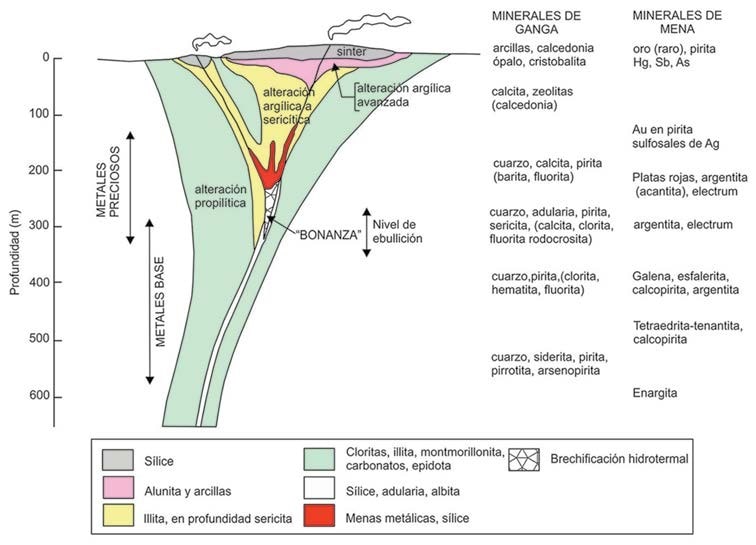 MINERALES DE
GANGA
MINERALES DE
MENA
sinter
0
100
200
300
400
500
600
Profundidad (m)
METALES
PRECIOSOS
METALES BASE
alteración
argílica a
sericítica
alteración argílica
avanzada
alteración
propilítica
"BONANZA"
Nivel de
ebullición
arcillas, calcedonia
ópalo, cristobalita
calcita, zeolitas
(calcedonia)
cuarzo, calcita, pirita
(barita, fluorita)
cuarzo, adularia, pirita,
sericita, (calcita, clorita,
fluorita rodocrosita)
cuarzo,pirita,(clorita,
hematita, fluorita)
cuarzo, siderita, pirita,
pirrotita, arsenopirita
oro (raro), pirita
Hg, Sb, As
Au en pirita
sulfosales de Ag
Platas rojas, argentita
(acantita), electrum
argentita, electrum
Galena, esfalerita,
calcopirita, argentita
Tetraedrita-tenantita,
calcopirita
Enargita
Sílice
Alunita y arcillas
Illita, en profundidad sericita
Cloritas, illita, montmorillonita,
carbonatos, epidota
Sílice, adularia, albita
Menas metálicas, sílice
Brechificación hidrotermal